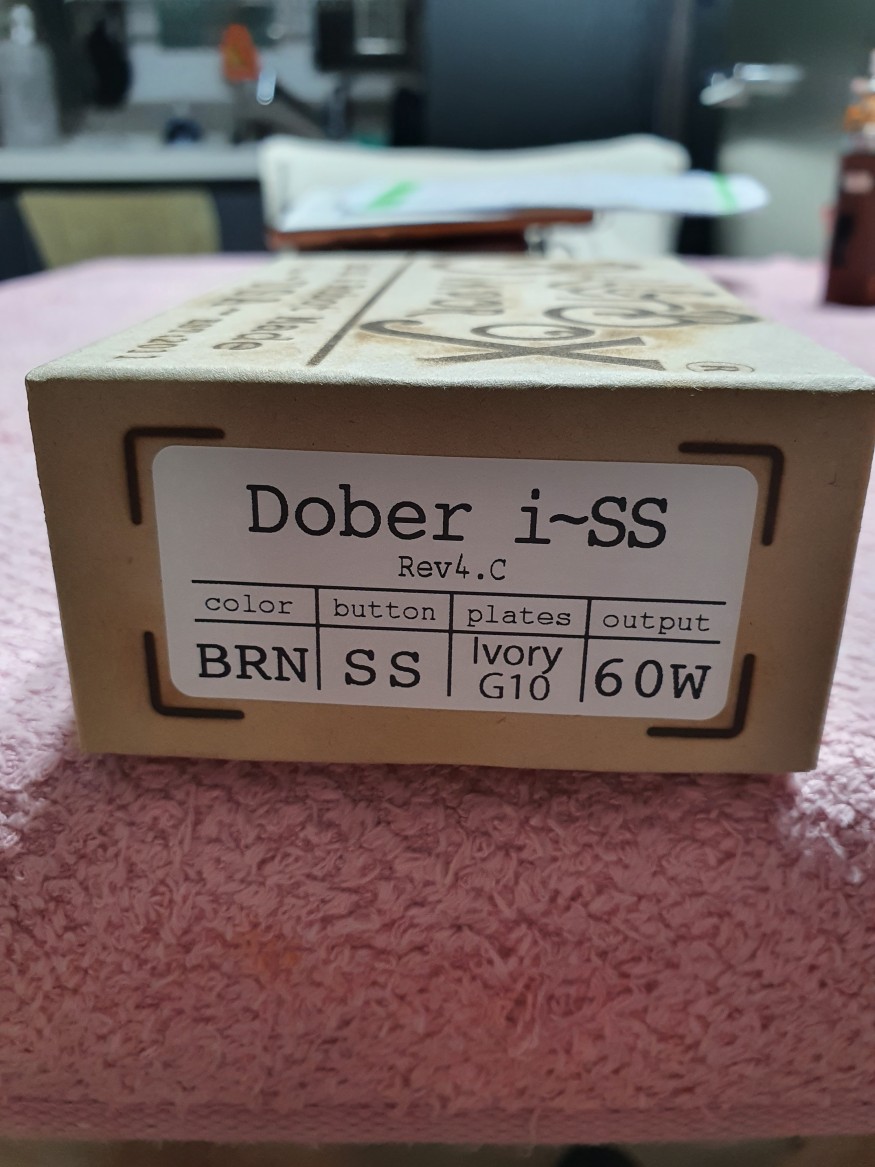 Dober i~SS
Rev4.C
color button plates output
BRN SS Ivory G10 60W
®